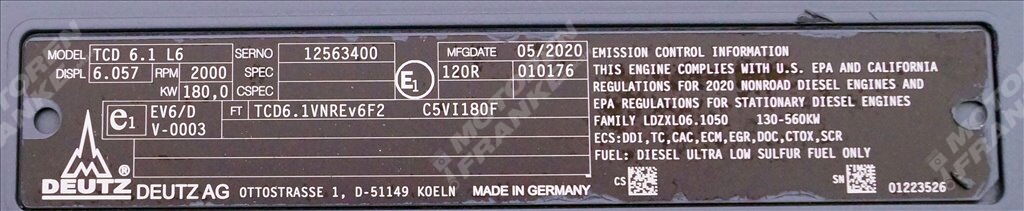 MODEL TCD 6.1 L6 SERNO 12563400 MFGDATE 05/2020
DISPL 6.057 RPM 2000 SPEC E1 120R 010176
KW 180,0 CSPEC
e1 EV6/D V-0003 FT TCD6.1VNREv6F2 C5VI180F
DEUTZ DEUTZ AG OTTOSTRASSE 1, D-51149 KOELN MADE IN GERMANY
EMISSION CONTROL INFORMATION
THIS ENGINE COMPLIES WITH U.S. EPA AND CALIFORNIA
REGULATIONS FOR 2020 NONROAD DIESEL ENGINES AND
EPA REGULATIONS FOR STATIONARY DIESEL ENGINES
FAMILY LDZXL06.1050 130-560KW
ECS:DDI,TC,CAC,ECM,EGR,DOC,CTOX,SCR
FUEL: DIESEL ULTRA LOW SULFUR FUEL ONLY
CS SN 01223526
MOTOREN FRANKEN